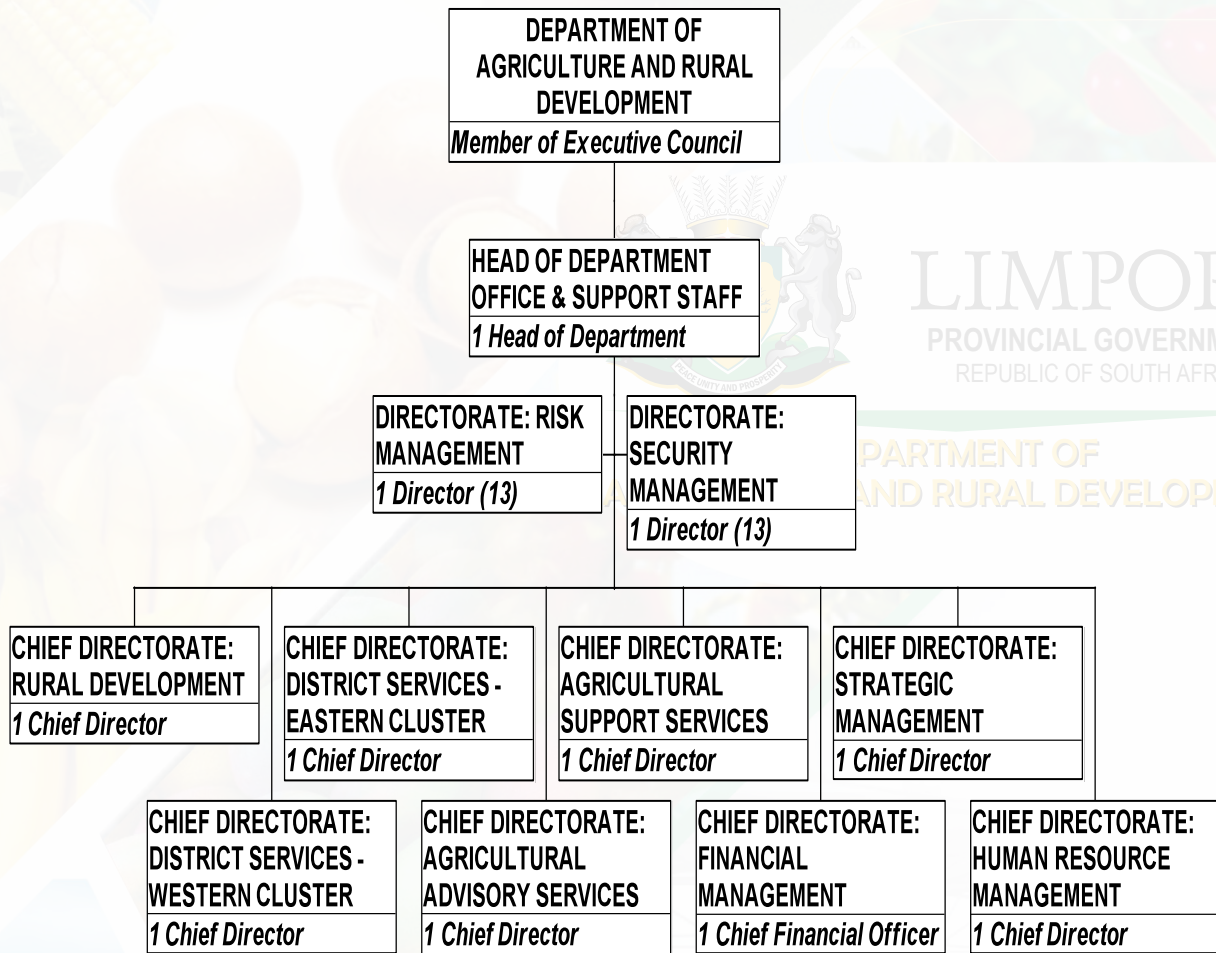 DEPARTMENT OF
AGRICULTURE AND RURAL
DEVELOPMENT
Member of Executive Council
HEAD OF DEPARTMENT
OFFICE & SUPPORT STAFF
1 Head of Department
PEACE UNITY AND PROSPERITY
PROVINCIAL
REPUBLIC OF SOUTH
DIRECTORATE: RISK
MANAGEMENT
1 Director (13)
DIRECTORATE:
SECURITY
MANAGEMENT
1 Director (13)
OF
AND RURAL
CHIEF DIRECTORATE:
RURAL DEVELOPMENT
1 Chief Director
CHIEF DIRECTORATE:
DISTRICT SERVICES -
EASTERN CLUSTER
1 Chief Director
CHIEF DIRECTORATE:
AGRICULTURAL
SUPPORT SERVICES
1 Chief Director
CHIEF DIRECTORATE:
STRATEGIC
MANAGEMENT
1 Chief Director
CHIEF DIRECTORATE:
DISTRICT SERVICES -
WESTERN CLUSTER
1 Chief Director
CHIEF DIRECTORATE:
AGRICULTURAL
ADVISORY SERVICES
1 Chief Director
CHIEF DIRECTORATE:
FINANCIAL
MANAGEMENT
1 Chief Financial Officer
CHIEF DIRECTORATE:
HUMAN RESOURCE
MANAGEMENT
1 Chief Director